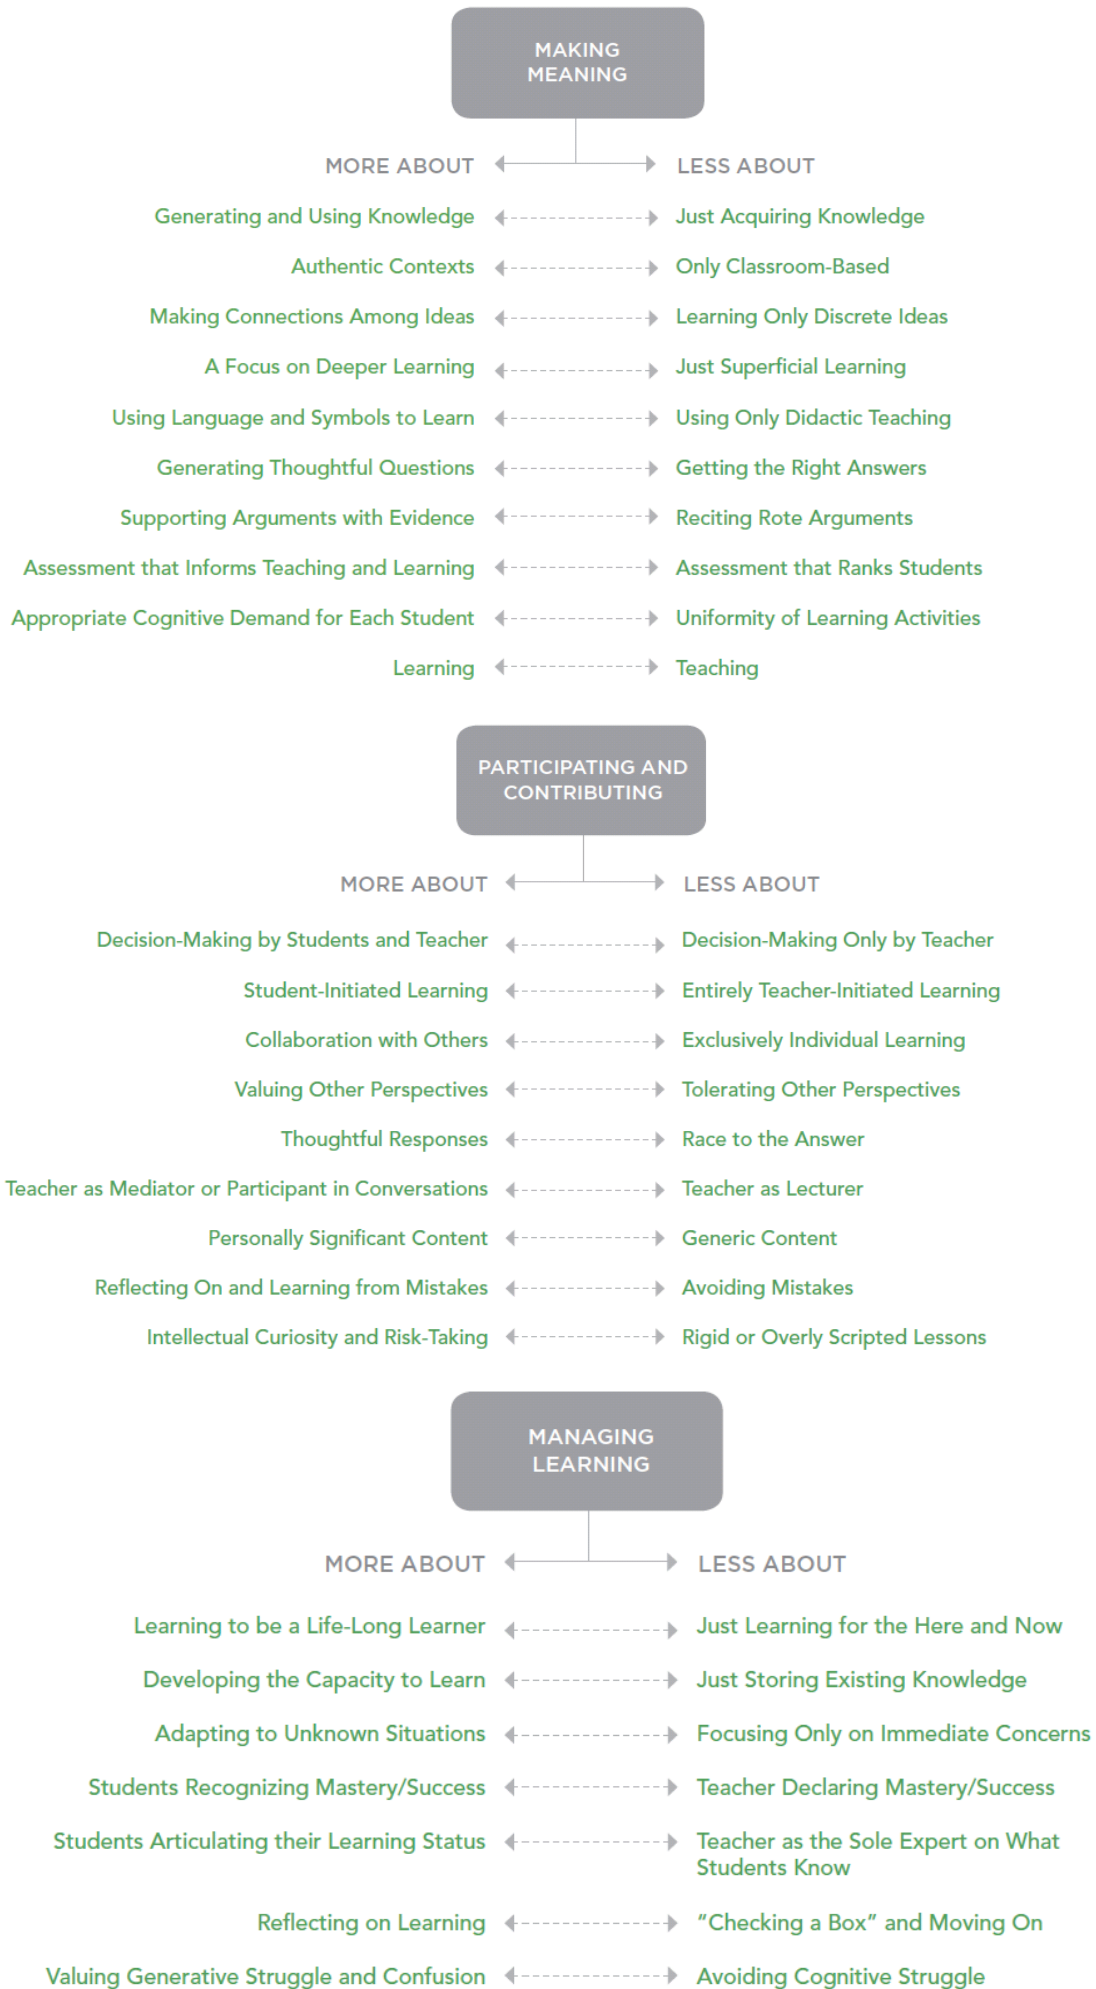 MAKING
MEANING
MORE ABOUT LESS ABOUT
Generating and Using Knowledge Just Acquiring Knowledge
Authentic Contexts Only Classroom-Based
Making Connections Among Ideas Learning Only Discrete Ideas
A Focus on Deeper Learning Just Superficial Learning
Using Language and Symbols to Learn Using Only Didactic Teaching
Generating Thoughtful Questions Getting the Right Answers
Supporting Arguments with Evidence Reciting Rote Arguments
Assessment that Informs Teaching and Learning Assessment that Ranks Students
Appropriate Cognitive Demand for Each Student Uniformity of Learning Activities
Learning Teaching
PARTICIPATING AND
CONTRIBUTING
MORE ABOUT LESS ABOUT
Decision-Making by Students and Teacher Decision-Making Only by Teacher
Student-Initiated Learning Entirely Teacher-Initiated Learning
Collaboration with Others Exclusively Individual Learning
Valuing Other Perspectives Tolerating Other Perspectives
Thoughtful Responses Race to the Answer
Teacher as Mediator or Participant in Conversations Teacher as Lecturer
Personally Significant Content Generic Content
Reflecting On and Learning from Mistakes Avoiding Mistakes
Intellectual Curiosity and Risk-Taking Rigid or Overly Scripted Lessons
MANAGING
LEARNING
MORE ABOUT LESS ABOUT
Learning to be a Life-Long Learner Just Learning for the Here and Now
Developing the Capacity to Learn Just Storing Existing Knowledge
Adapting to Unknown Situations Focusing Only on Immediate Concerns
Students Recognizing Mastery/Success Teacher Declaring Mastery/Success
Students Articulating their Learning Status Teacher as the Sole Expert on What
Students Know
Reflecting on Learning “Checking a Box” and Moving On
Valuing Generative Struggle and Confusion Avoiding Cognitive Struggle